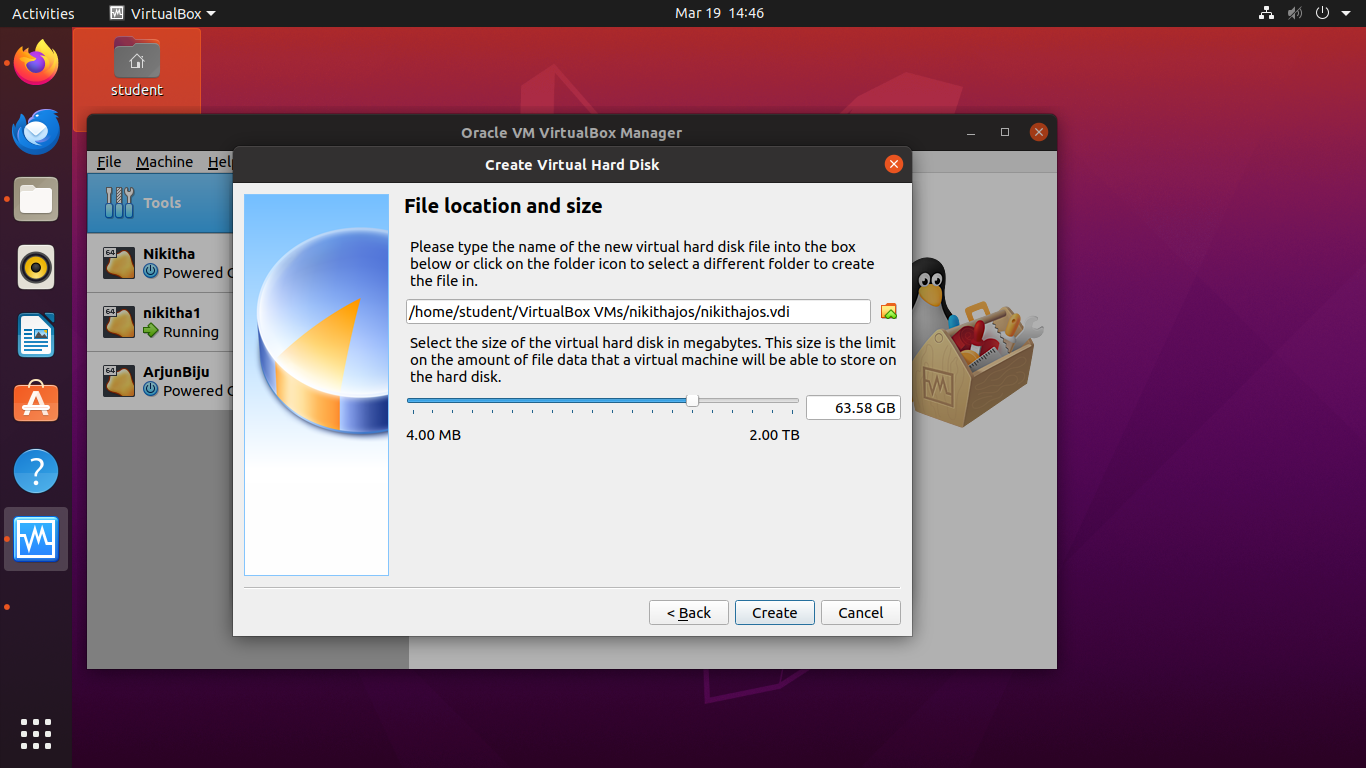 Activities
VirtualBox
Mar 19 14:46
student
Oracle VM VirtualBox Manager
File Machine Help
Create Virtual Hard Disk
Tools
64
Nikitha
Powered O
64
nikitha1
Running
64
ArjunBiju
Powered O
File location and size
Please type the name of the new virtual hard disk file into the box
below or click on the folder icon to select a different folder to create
the file in.
/home/student/VirtualBox VMs/nikithajos/nikithajos.vdi
Select the size of the virtual hard disk in megabytes. This size is the limit
on the amount of file data that a virtual machine will be able to store on
the hard disk.
63.58 GB
4.00 MB
2.00 TB
< Back
Create
Cancel